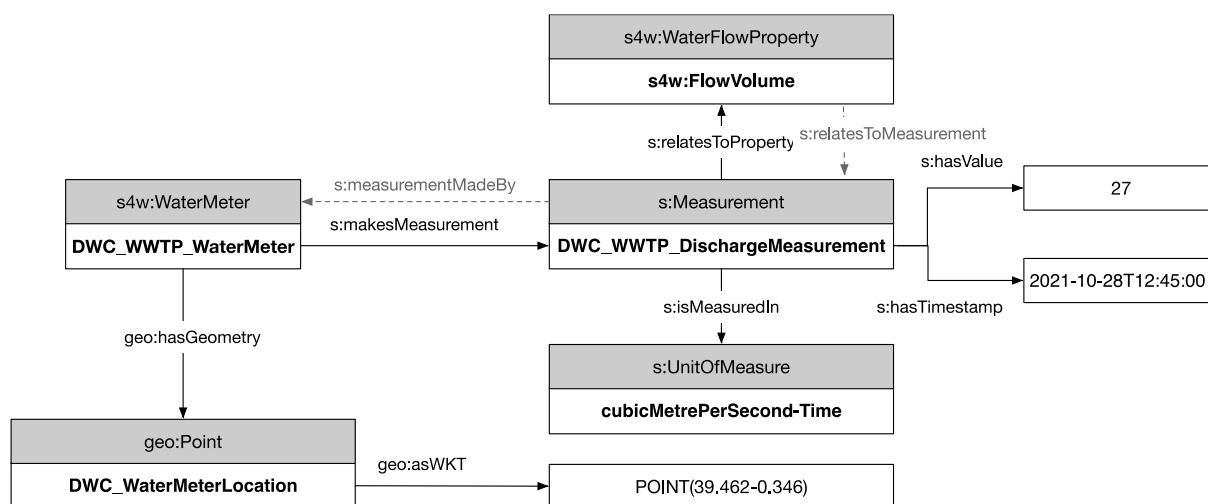 s4w:WaterFlowProperty
s4w:FlowVolume
s:relatesToProperty
s:relatesToMeasurement
s:hasValue
27
s4w:WaterMeter
DWC_WWTP_WaterMeter
s:measurementMadeBy
s:makesMeasurement
s:Measurement
DWC_WWTP_DischargeMeasurement
2021-10-28T12:45:00
s:hasTimestamp
s:isMeasuredIn
geo:hasGeometry
s:UnitOfMeasure
cubicMetrePerSecond-Time
geo:Point
DWC_WaterMeterLocation
geo:asWKT
POINT(39.462-0.346)